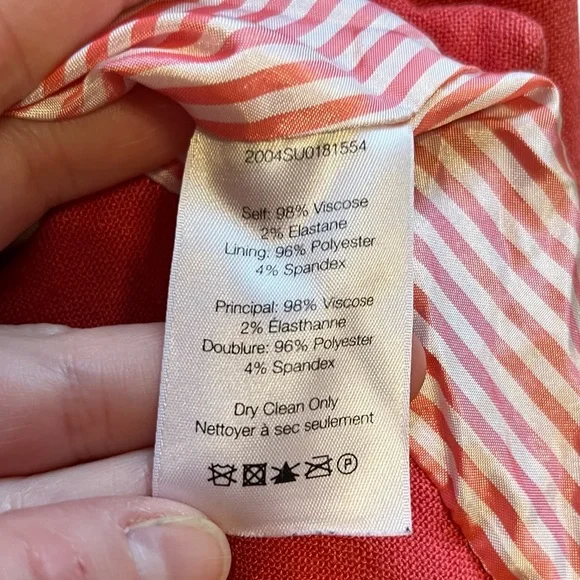 2004SU0181554
Self: 98% Viscose
2% Elastane
Lining: 96% Polyester
4% Spandex
Principal: 98% Viscose
2% Élasthanne
Doublure: 96% Polyester
4% Spandex
Dry Clean Only
Nettoyer à sec seulement
P